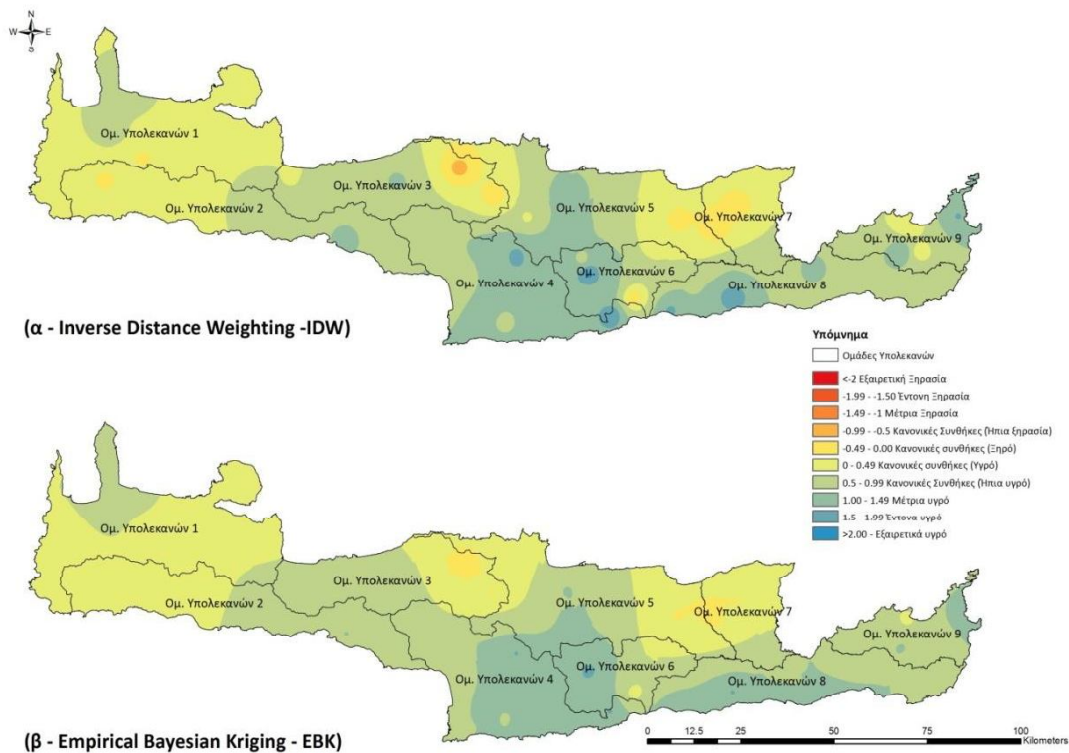 N
W E
S
Ομ. Υπολεκανών 1
Ομ. Υπολεκανών 2
Ομ. Υπολεκανών 3
Ομ. Υπολεκανών 4
Ομ. Υπολεκανών 5
Ομ. Υπολεκανών 6
Ομ. Υπολεκανών 7
Ομ. Υπολεκανών 8
Ομ. Υπολεκανών 9
(α - Inverse Distance Weighting -IDW)
Υπόμνημα
Ομάδες Υπολεκανών
<-2 Εξαιρετική Ξηρασία
-1.99 - -1.50 Έντονη Ξηρασία
-1.49 - -1 Μέτρια Ξηρασία
-0.99 - -0.5 Κανονικές Συνθήκες (Ήπια ξηρασία)
-0.49 - 0.00 Κανονικές συνθήκες (Ξηρό)
0 - 0.49 Κανονικές συνθήκες (Υγρό)
0.5 - 0.99 Κανονικές Συνθήκες (Ήπια υγρό)
1.00 - 1.49 Μέτρια υγρό
1.5 - 1.99 Έντονα υγρό
>2.00 - Εξαιρετικά υγρό
Ομ. Υπολεκανών 1
Ομ. Υπολεκανών 2
Ομ. Υπολεκανών 3
Ομ. Υπολεκανών 4
Ομ. Υπολεκανών 5
Ομ. Υπολεκανών 6
Ομ. Υπολεκανών 7
Ομ. Υπολεκανών 8
Ομ. Υπολεκανών 9
(β - Empirical Bayesian Kriging - EBK)
0 12.5 25 50 75 100
Kilometers